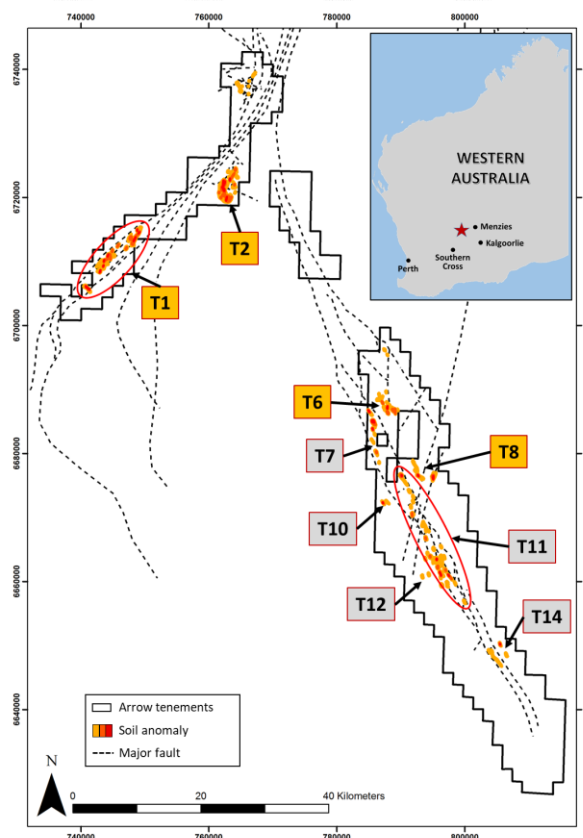 740000
760000
780000
800000
6740000
6720000
6700000
6680000
6660000
6640000
WESTERN
AUSTRALIA
Menzies
Kalgoorlie
Southern
Cross
Perth
T2
T1
T6
T7
T8
T10
T11
T12
T14
Arrow tenements
Soil anomaly
Major fault
N
0
20
40 Kilometers
740000
760000
780000
800000